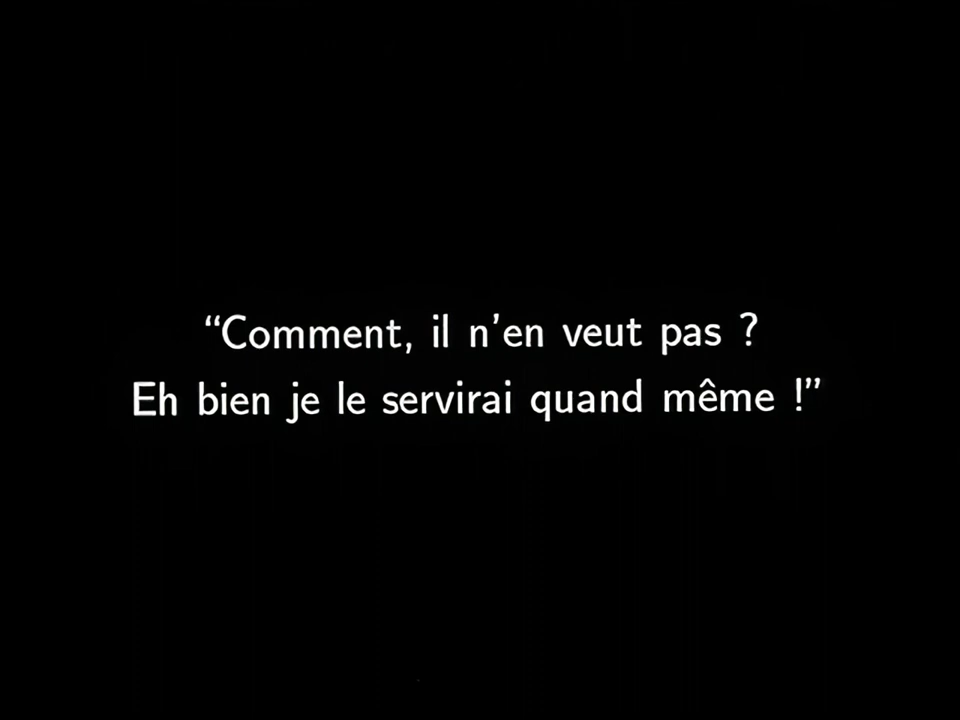 “Comment, il n’en veut pas ?
Eh bien je le servirai quand même !”